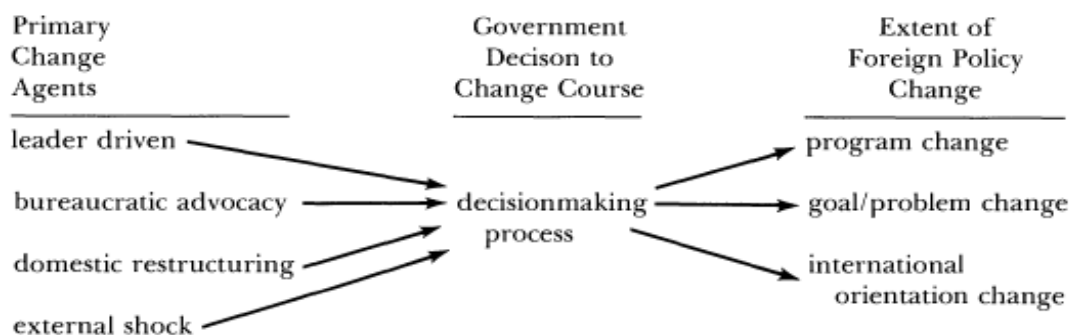 Primary
Change
Agents
Government
Decison to
Change Course
Extent of
Foreign Policy
Change
leader driven
bureaucratic advocacy
domestic restructuring
external shock
decisionmaking
process
program change
goal/problem change
international
orientation change